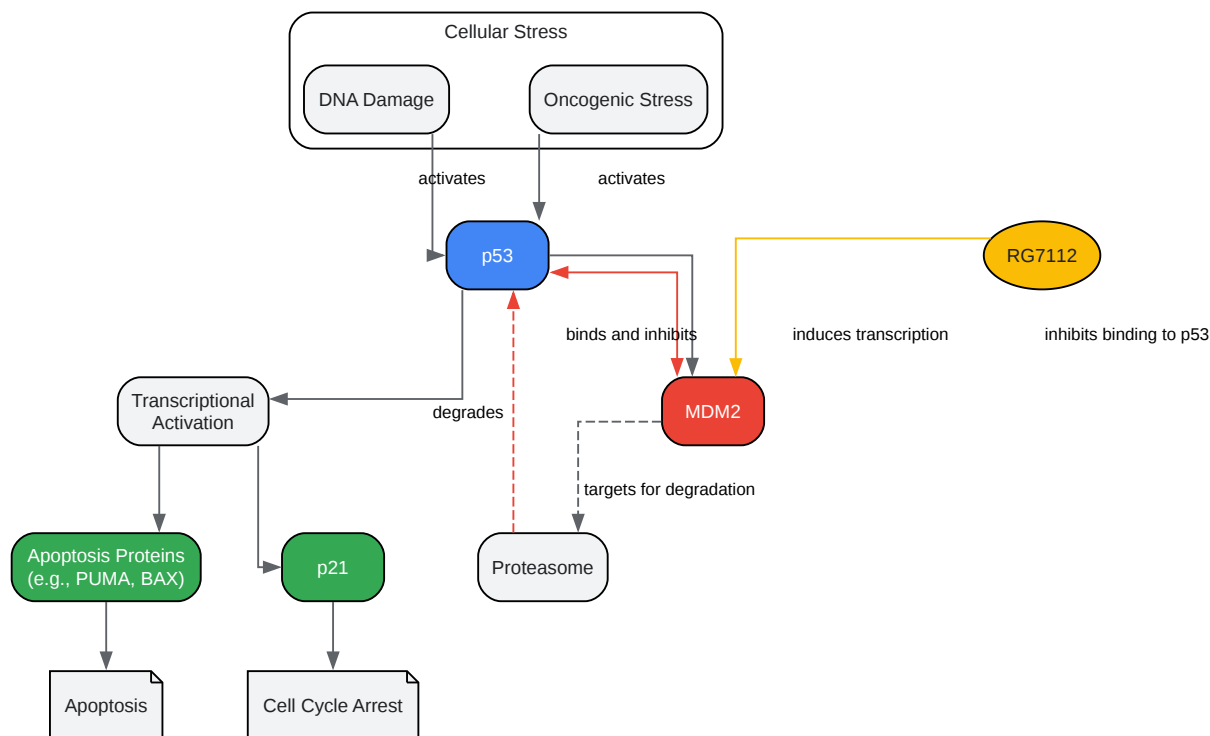 Cellular Stress
DNA Damage
Oncogenic Stress
activates
activates
p53
RG7112
binds and inhibits
induces transcription
inhibits binding to p53
Transcriptional
Activation
degrades
MDM2
targets for degradation
Apoptosis Proteins
(e.g., PUMA, BAX)
p21
Proteasome
Apoptosis
Cell Cycle Arrest